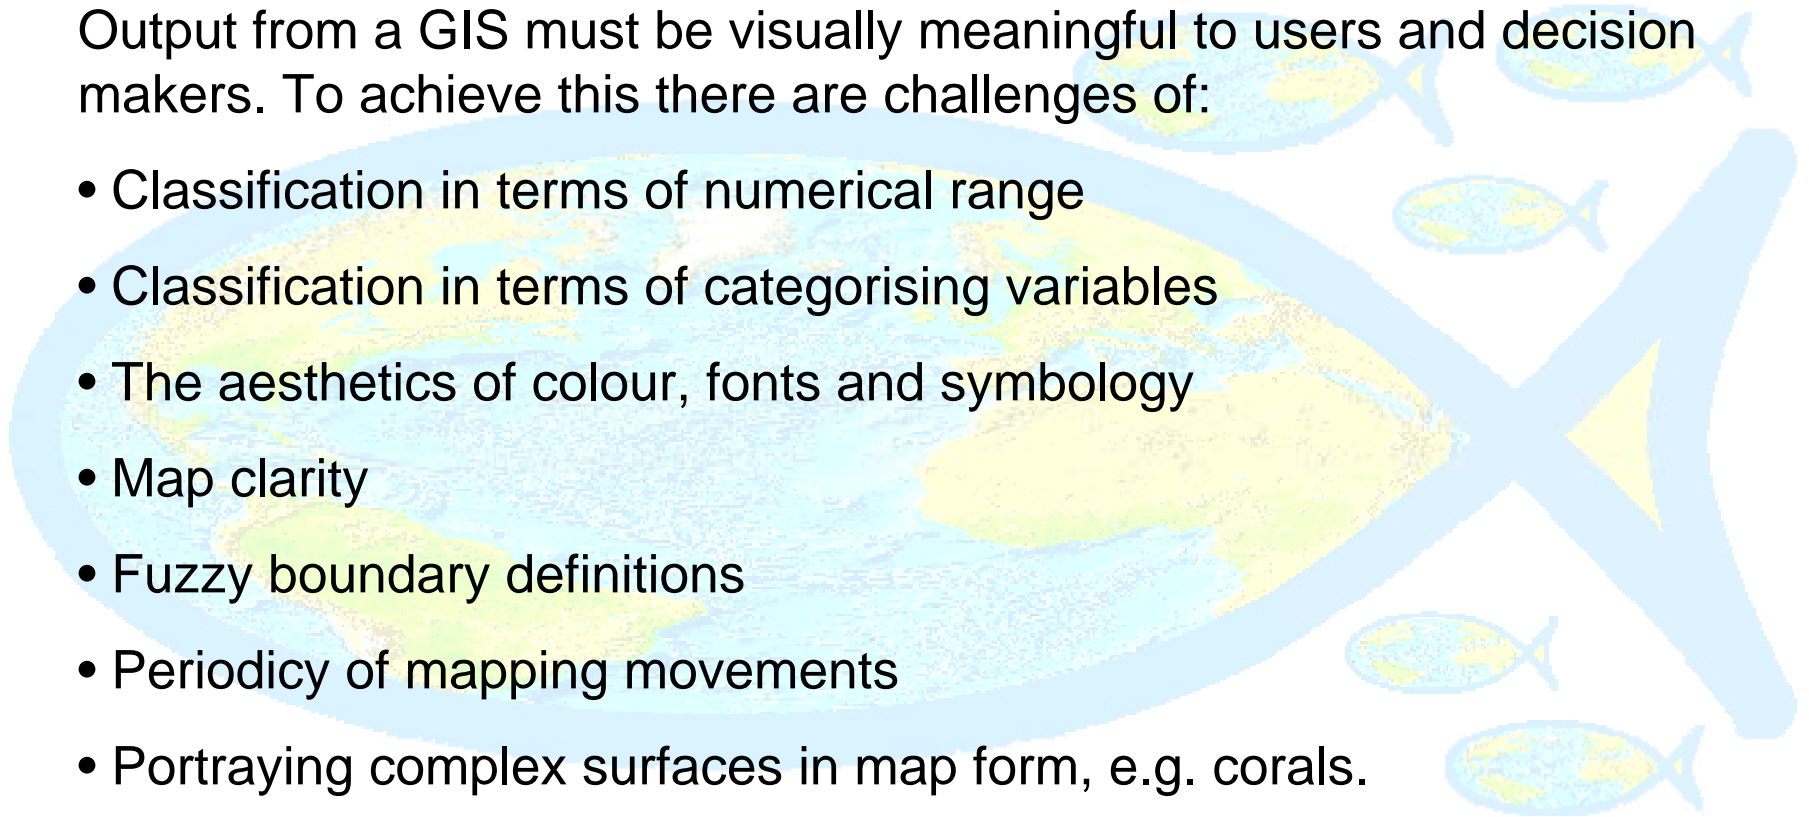 Output from a GIS must be visually meaningful to users and decision
makers. To achieve this there are challenges of:
• Classification in terms of numerical range
• Classification in terms of categorising variables
• The aesthetics of colour, fonts and symbology
• Map clarity
• Fuzzy boundary definitions
• Periodicy of mapping movements
• Portraying complex surfaces in map form, e.g. corals.